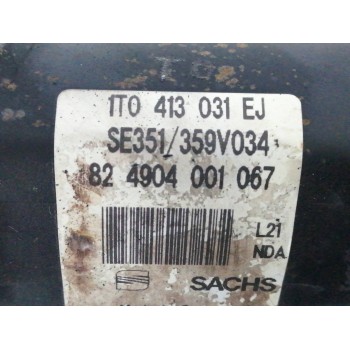 1T0 413 031 EJ
SE351/359V034
82 4904 001 067
L21
NDA
SACHS